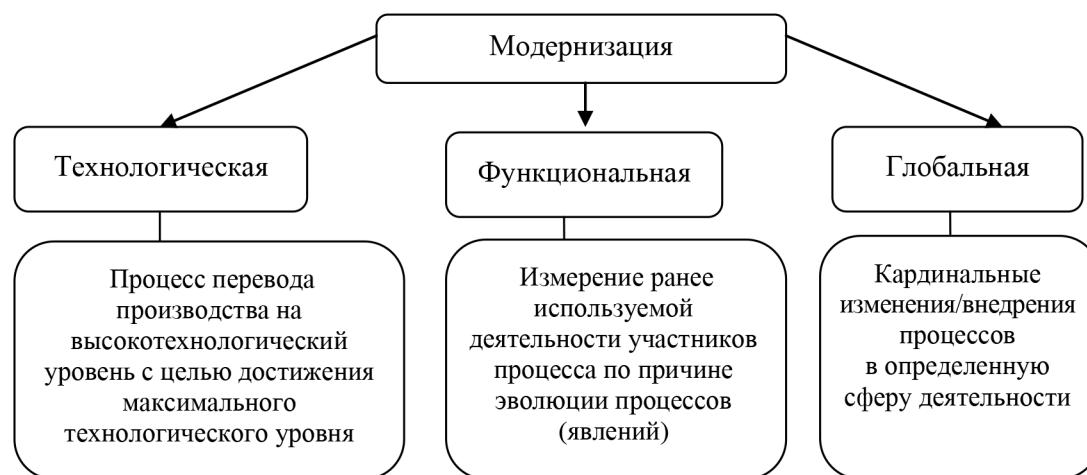 Модернизация
Технологическая
Функциональная
Глобальная
Процесс перевода
производства на
высокотехнологический
уровень с целью достижения
максимального
технологического уровня
Измерение ранее
используемой
деятельности участников
процесса по причине
эволюции процессов
(явлений)
Кардинальные
изменения/внедрения
процессов
в определенную
сферу деятельности